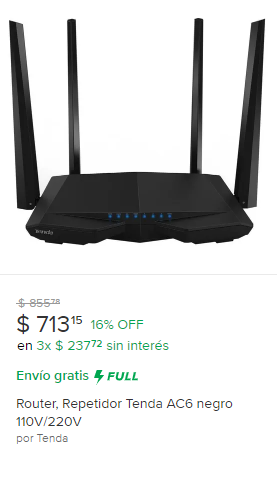 Tenda
$ 855⁷⁸
$ 713¹⁵ 16% OFF
en 3x $ 237⁷² sin interés
Envío gratis FULL
Router, Repetidor Tenda AC6 negro
110V/220V
por Tenda